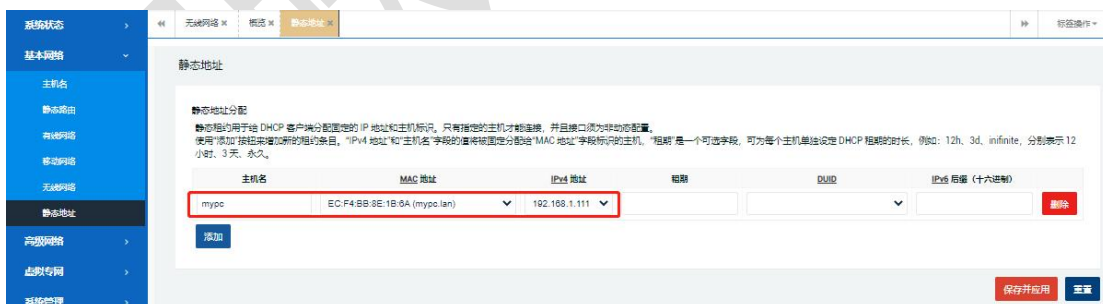 系统状态
基本网络
主机名
静态路由
有线网络
移动网络
无线网络
静态地址
高级网络
虚拟专网
系统管理
无线网络 × 概览 × 静态地址 × 标签操作
静态地址
静态地址分配
静态租约用于给 DHCP 客户端分配固定的 IP 地址和主机标识。只有指定的主机才能连接，并且接口须为非动态配置。
使用“添加”按钮来增加新的租约条目。“IPv4 地址”和“主机名”字段的值将被固定分配给“MAC 地址”字段标识的主机，“租期”是一个可选字段，可为每个主机单独设定 DHCP 租期的时长，例如：12h、3d、inifinite，分别表示 12
小时、3 天、永久。
主机名 MAC 地址 IPv4 地址 租期 DUID IPv6 后缀（十六进制）
mypc EC:F4:BB:8E:1B:6A (mypc.lan) 192.168.1.111 删除
添加
保存并应用 重置